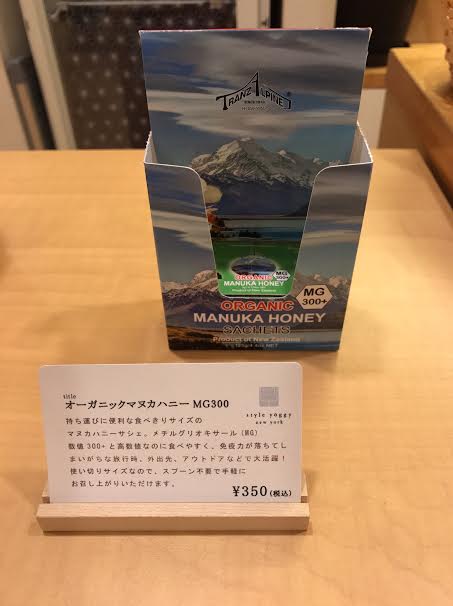 TRANZALPINE
ORGANIC
MANUKA HONEY
Product of New Zealand
MG
300+
ORGANIC
MANUKA HONEY
SACHETS
Product of New Zealand
MG
300+
title
オーガニックマヌカハニー MG300
style yoggy
new york
持ち運びに便利な食べきりサイズの
マヌカハニーサシェ。メチルグリオキサール(MG)
数値300+と高数値なのに食べやすく、免疫力が落ちてし
まいがちな旅行時、外出先、アウトドアなどで大活躍!
使い切りサイズなので、スプーン不要で手軽に
お召し上がりいただけます。
¥350(税込)